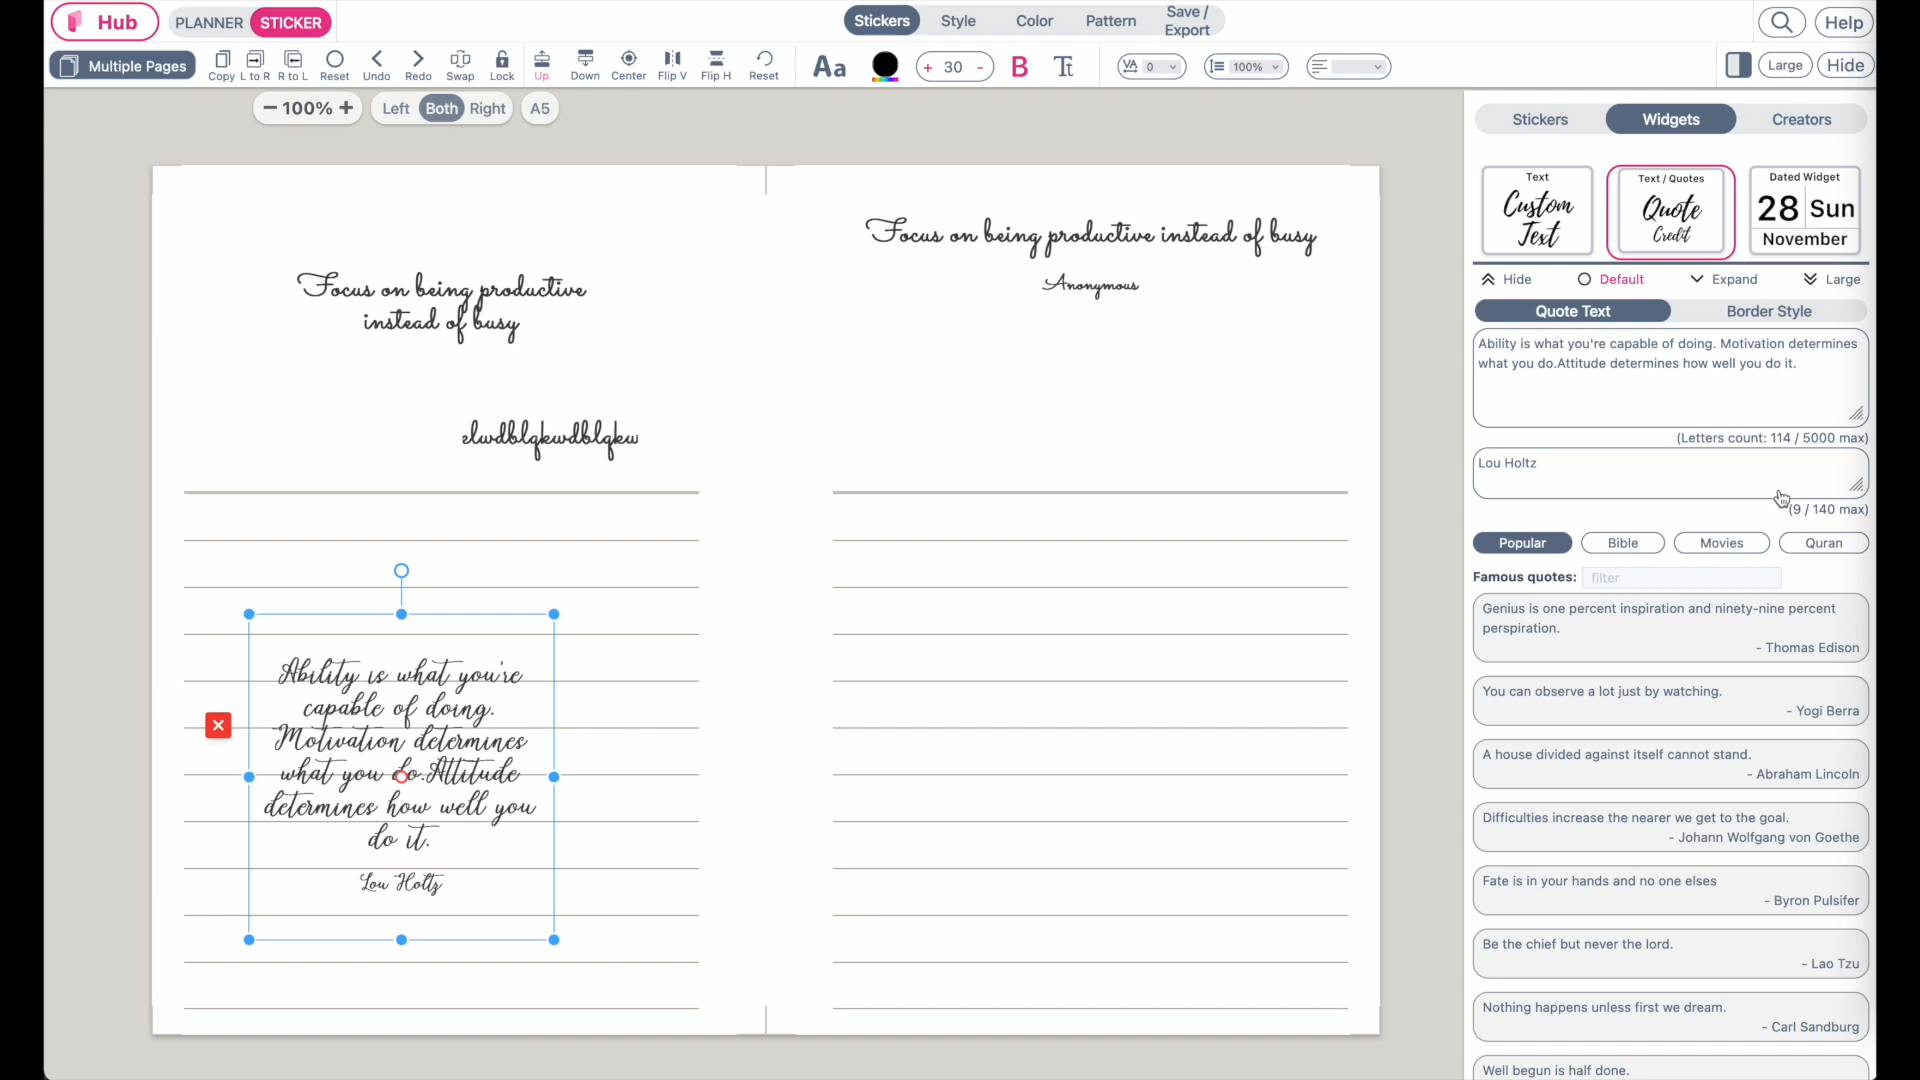 Hub
PLANNER STICKER
Stickers Style Color Pattern Save / Export
Help
Multiple Pages
Copy L to R R to L Reset Undo Redo Swap Lock Up Down Center Flip V Flip H Reset
Aa + 30 - B Tt VA 0 100%
Large Hide
− 100% +
Left Both Right
A5
Stickers Widgets Creators
Text
Custom
Text
Text / Quotes
Quote
Credit
Dated Widget
28 Sun
November
Hide Default Expand Large
Quote Text Border Style
Ability is what you're capable of doing. Motivation determines
what you do.Attitude determines how well you do it.
(Letters count: 114 / 5000 max)
Lou Holtz
(9 / 140 max)
Popular Bible Movies Quran
Famous quotes: filter
Genius is one percent inspiration and ninety-nine percent
perspiration.
- Thomas Edison
You can observe a lot just by watching.
- Yogi Berra
A house divided against itself cannot stand.
- Abraham Lincoln
Difficulties increase the nearer we get to the goal.
- Johann Wolfgang von Goethe
Fate is in your hands and no one elses
- Byron Pulsifer
Be the chief but never the lord.
- Lao Tzu
Nothing happens unless first we dream.
- Carl Sandburg
Well begun is half done.
Focus on being productive
instead of busy
Focus on being productive instead of busy
Anonymous
Ability is what you're
capable of doing.
Motivation determines
what you do.Attitude
determines how well you
do it.
Lou Holtz